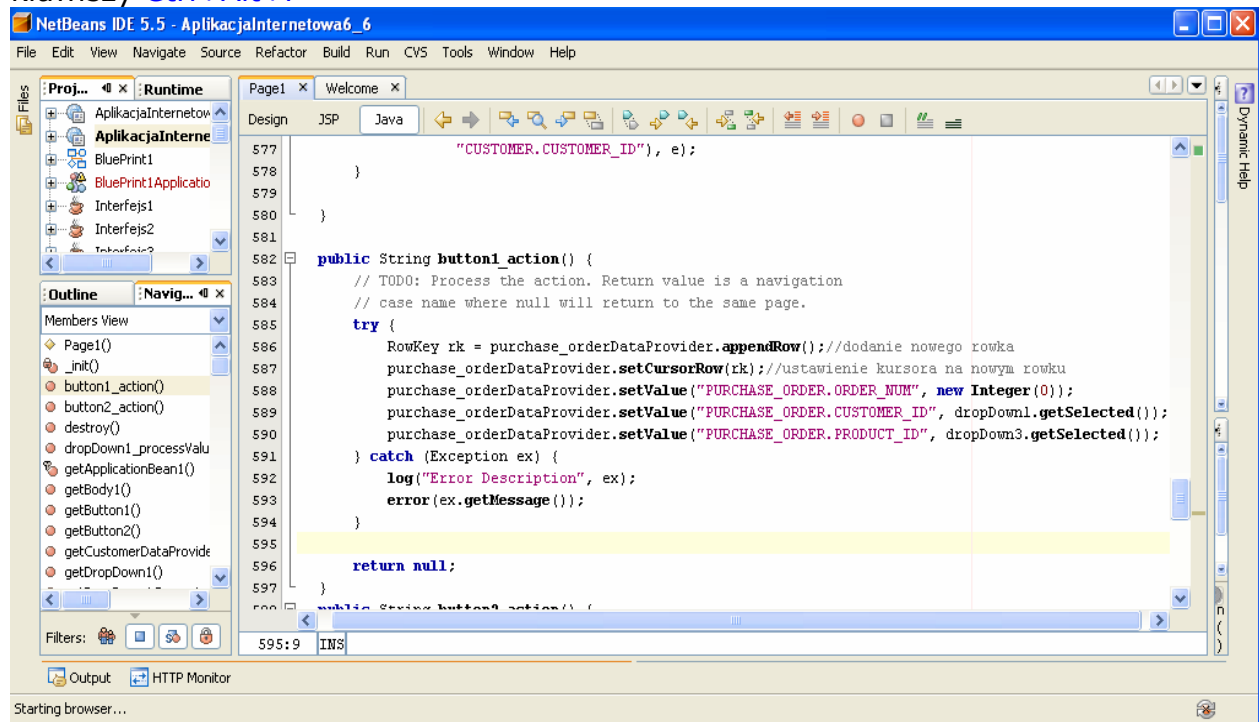 NetBeans IDE 5.5 - AplikacjaInternetowa6_6
File Edit View Navigate Source Refactor Build Run CVS Tools Window Help
Files
Proj... Runtime
AplikacjaInternetow
AplikacjaInterne
BluePrint1
BluePrint1Applicatio
Interfejs1
Interfejs2
Outline Navig...
Members View
Page1()
_init()
button1_action()
button2_action()
destroy()
dropDown1_processValu
getApplicationBean1()
getBody1()
getButton1()
getButton2()
getCustomerDataProvide
getDropDown1()
Filters:
Page1 Welcome
Design JSP Java
577 "CUSTOMER.CUSTOMER_ID"), e);
578 }
579
580 }
581
582 public String button1_action() {
583 // TODO: Process the action. Return value is a navigation
584 // case name where null will return to the same page.
585 try {
586 RowKey rk = purchase_orderDataProvider.appendRow();//dodanie nowego rowka
587 purchase_orderDataProvider.setCursorRow(rk);//ustawienie kursora na nowym rowku
588 purchase_orderDataProvider.setValue("PURCHASE_ORDER.ORDER_NUM", new Integer(0));
589 purchase_orderDataProvider.setValue("PURCHASE_ORDER.CUSTOMER_ID", dropDown1.getSelected());
590 purchase_orderDataProvider.setValue("PURCHASE_ORDER.PRODUCT_ID", dropDown3.getSelected());
591 } catch (Exception ex) {
592 log("Error Description", ex);
593 error(ex.getMessage());
594 }
595
596 return null;
597 }
public String button2_action() {
595:9 INS
Dynamic Help
n ( )
Output HTTP Monitor
Starting browser...